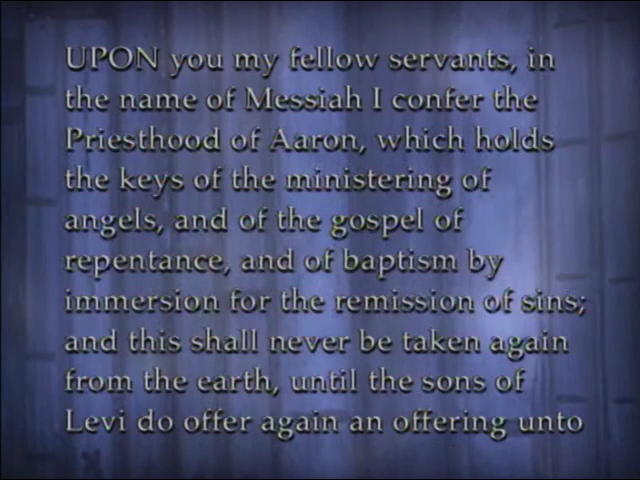 UPON you my fellow servants, in
the name of Messiah I confer the
Priesthood of Aaron, which holds
the keys of the ministering of
angels, and of the gospel of
repentance, and of baptism by
immersion for the remission of sins;
and this shall never be taken again
from the earth, until the sons of
Levi do offer again an offering unto